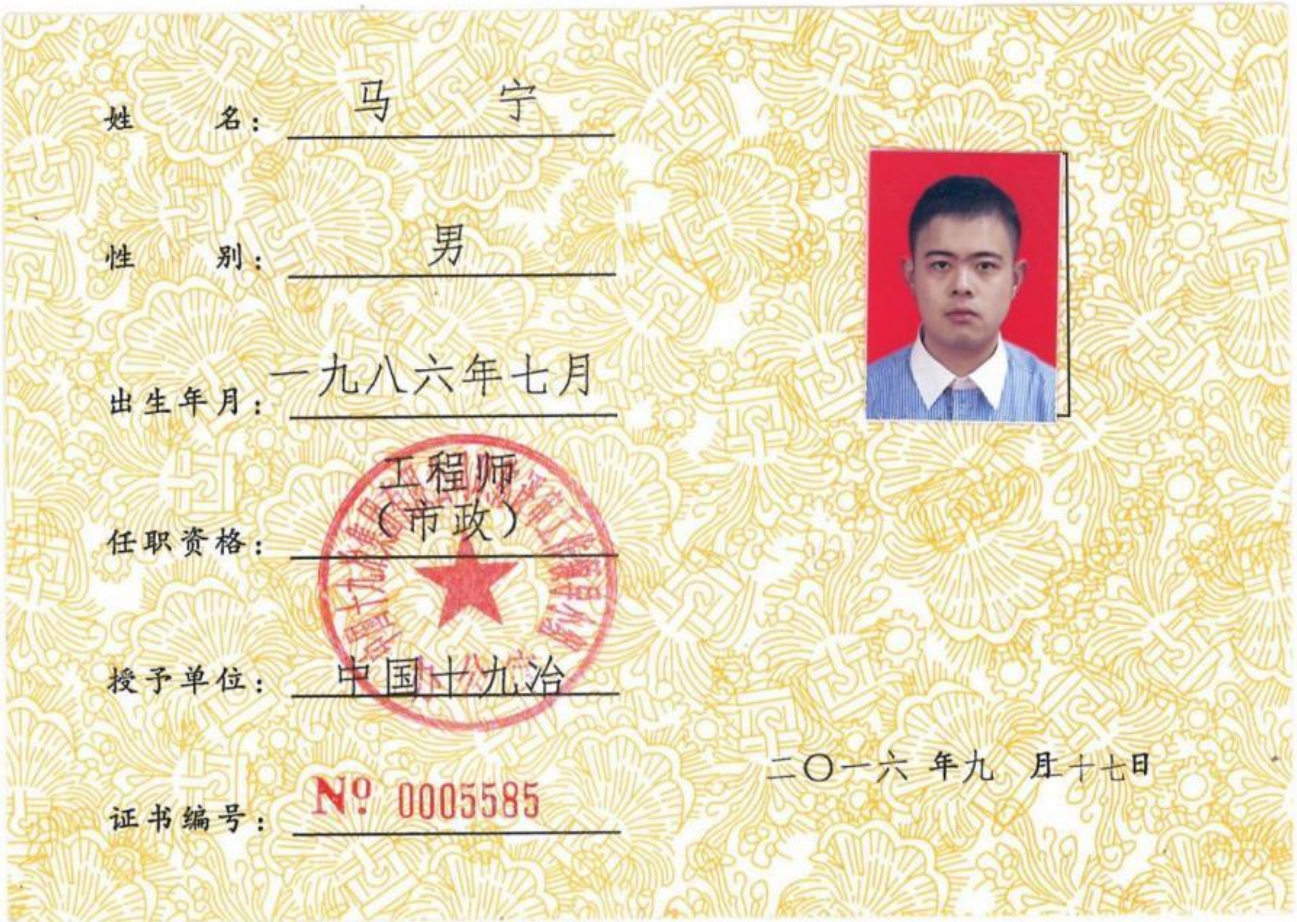 姓 名： 马 宁
性 别： 男
出生年月： 一九八六年七月
任职资格： 工程师
（市政）
授予单位： 中国十九冶
证书编号： Nº 0005585
二〇一六 年九 月十七日